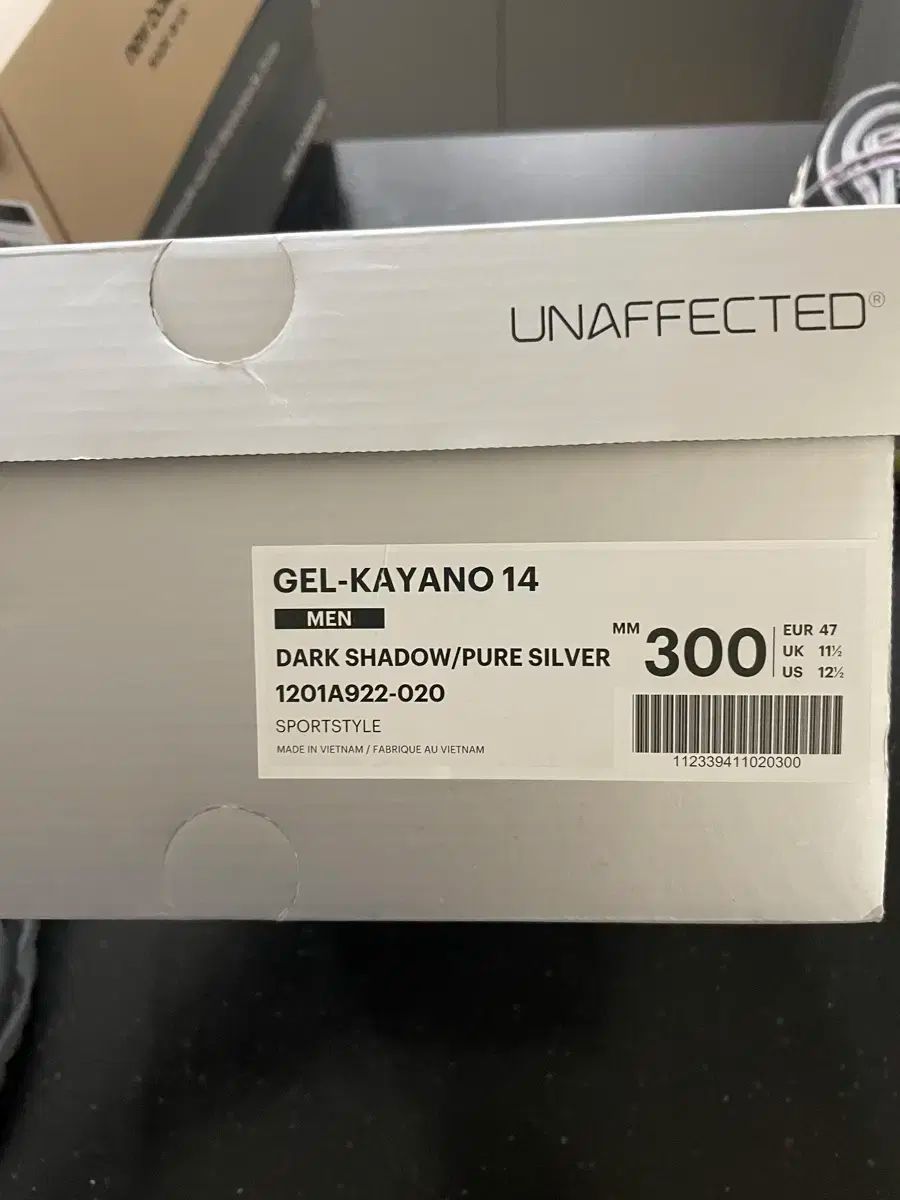 UNAFFECTED®
GEL-KAYANO 14
MEN
DARK SHADOW/PURE SILVER
1201A922-020
SPORTSTYLE
MADE IN VIETNAM / FABRIQUE AU VIETNAM
MM 300
EUR 47
UK 11½
US 12½
112339411020300